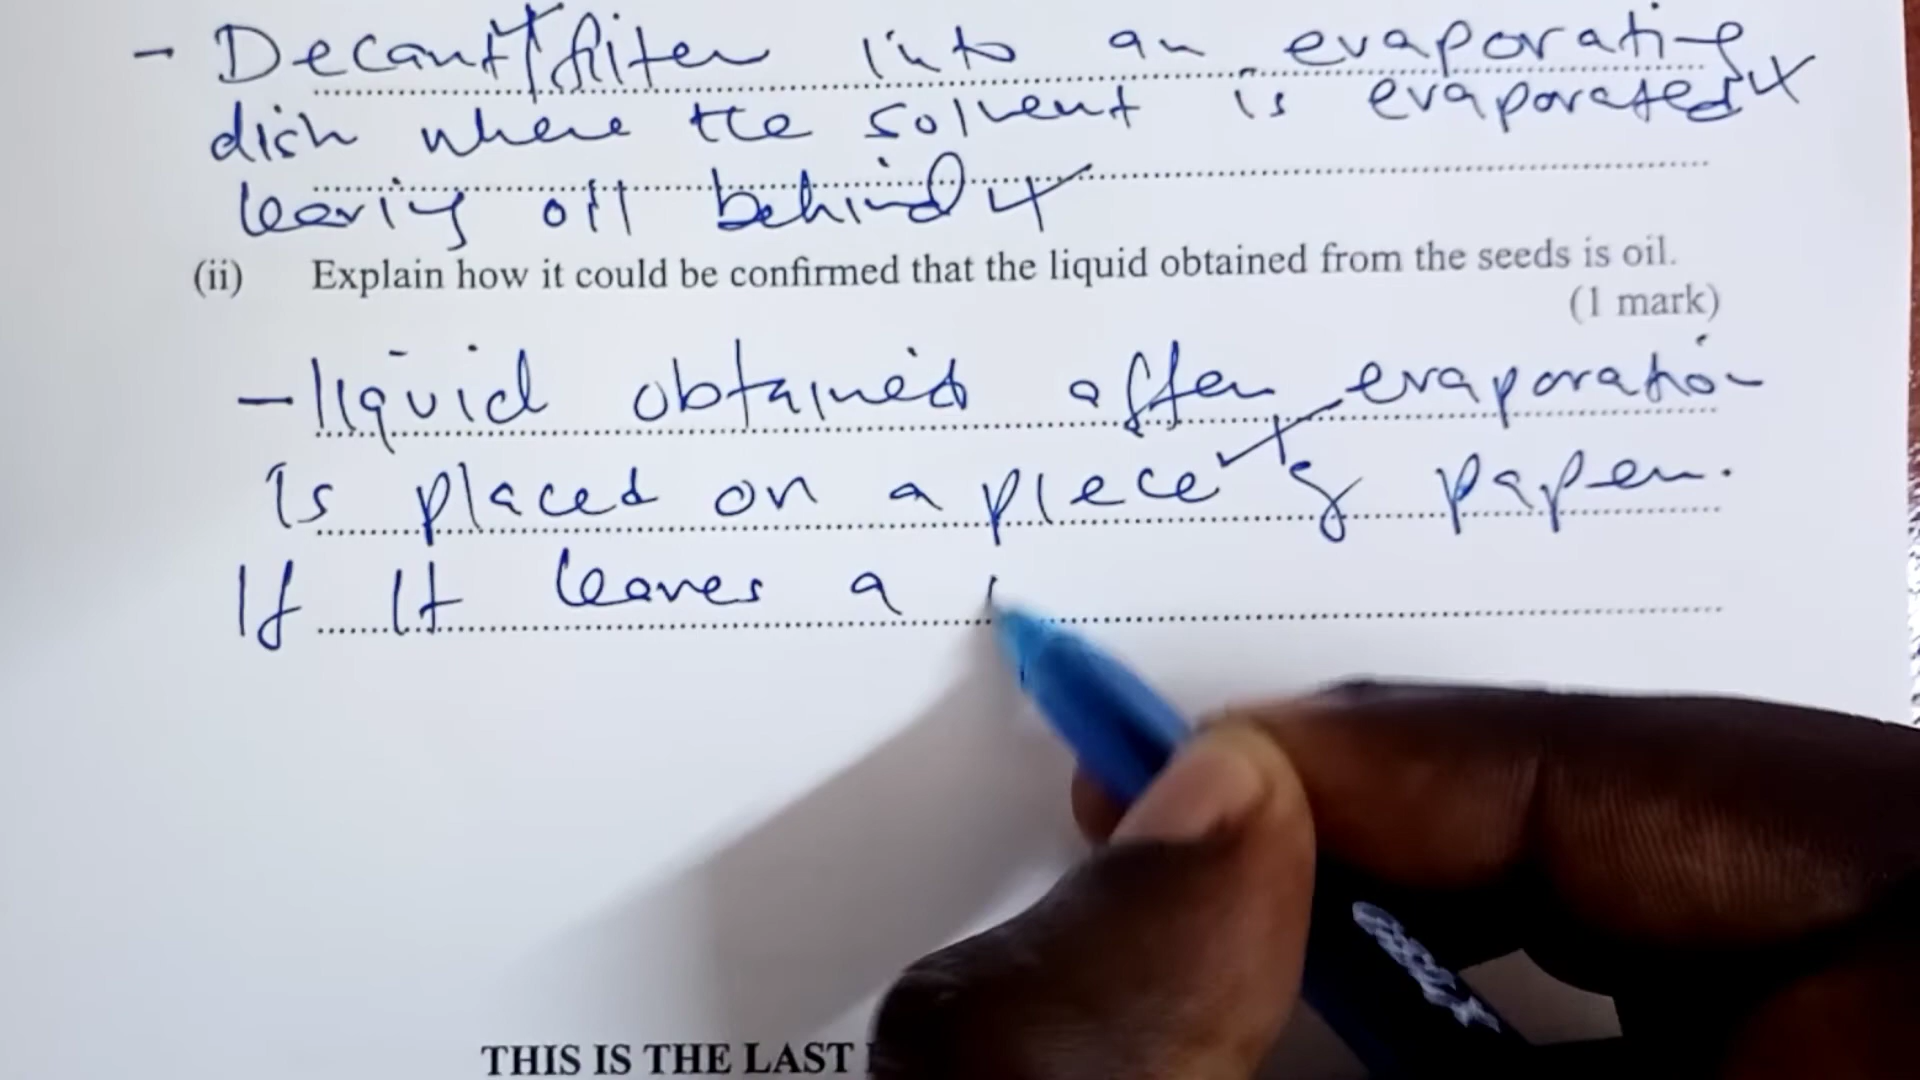 - Decant/filter into an evaporating
dish where the solvent is evaporated
leaving oil behind
(ii) Explain how it could be confirmed that the liquid obtained from the seeds is oil.
(1 mark)
- liquid obtained after evaporation
is placed on a piece of paper.
If it leaves a
THIS IS THE LAST